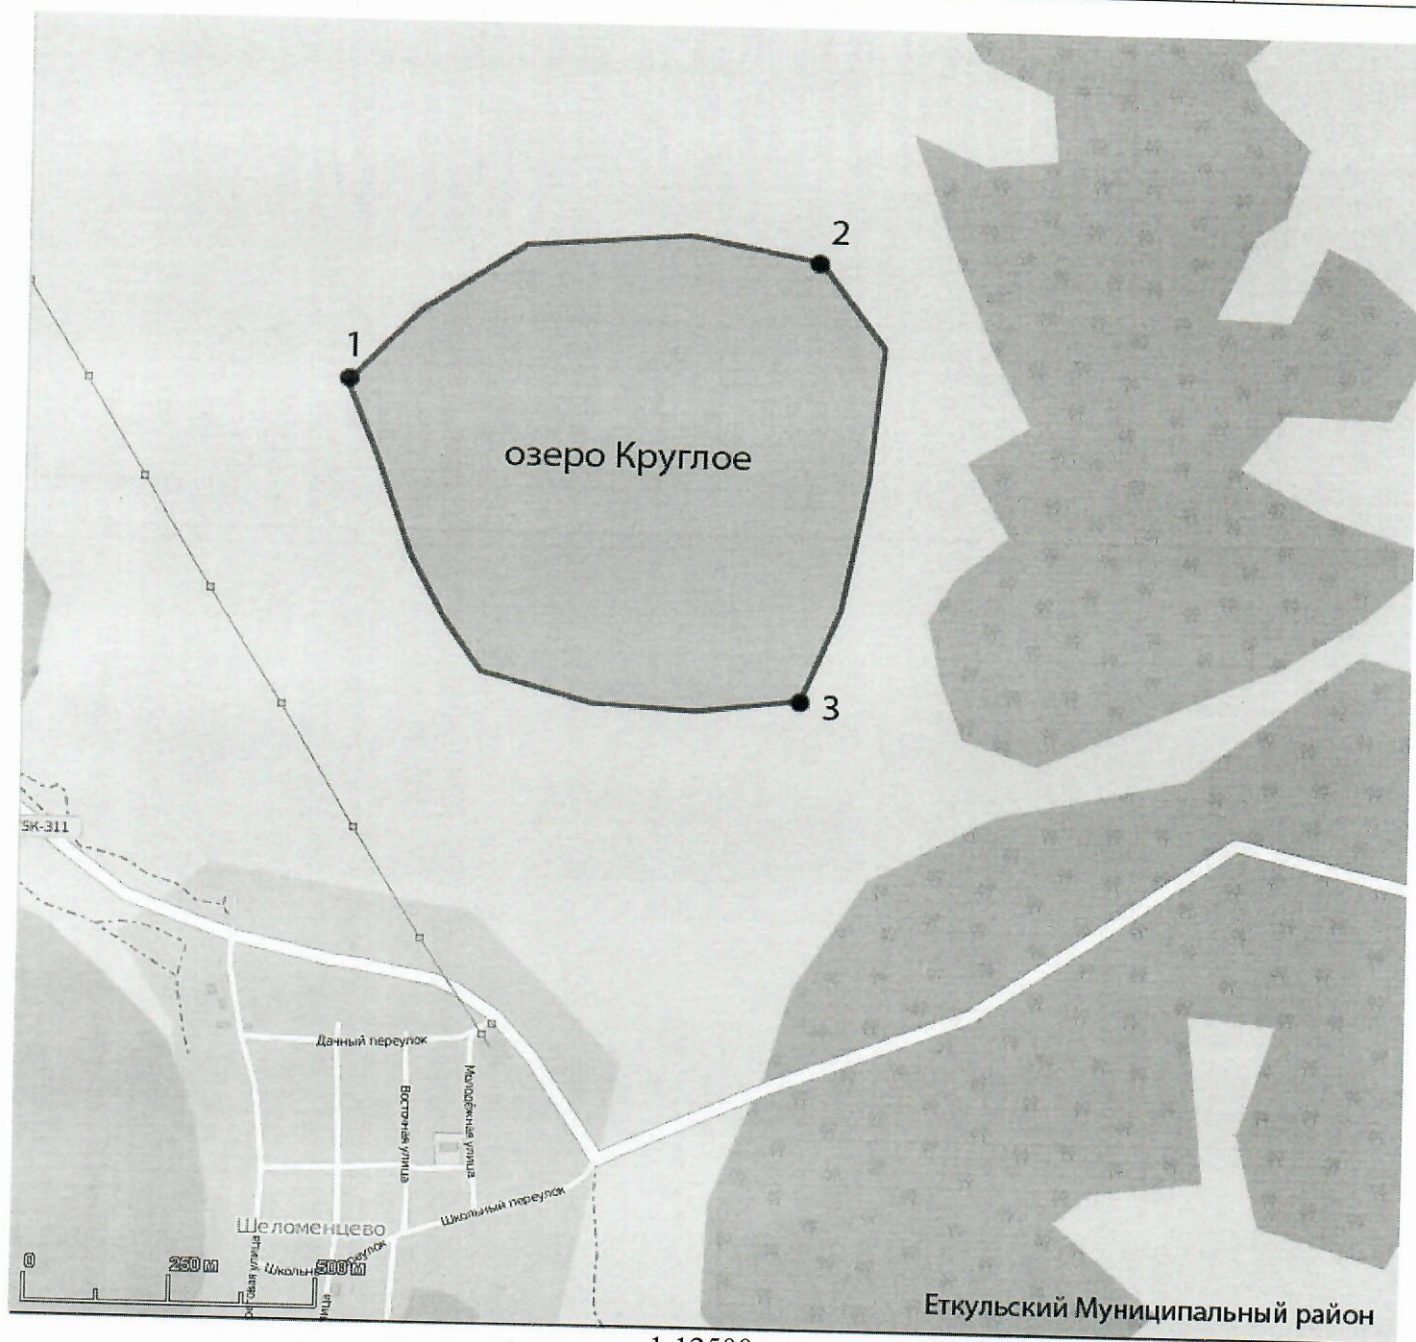 2
1
озеро Круглое
3
SK-311
Дачный переулок
Молодёжная улица
Восточная улица
Школьный переулок
Шеломенцево
0
250 м
500 м
Еткульский Муниципальный район